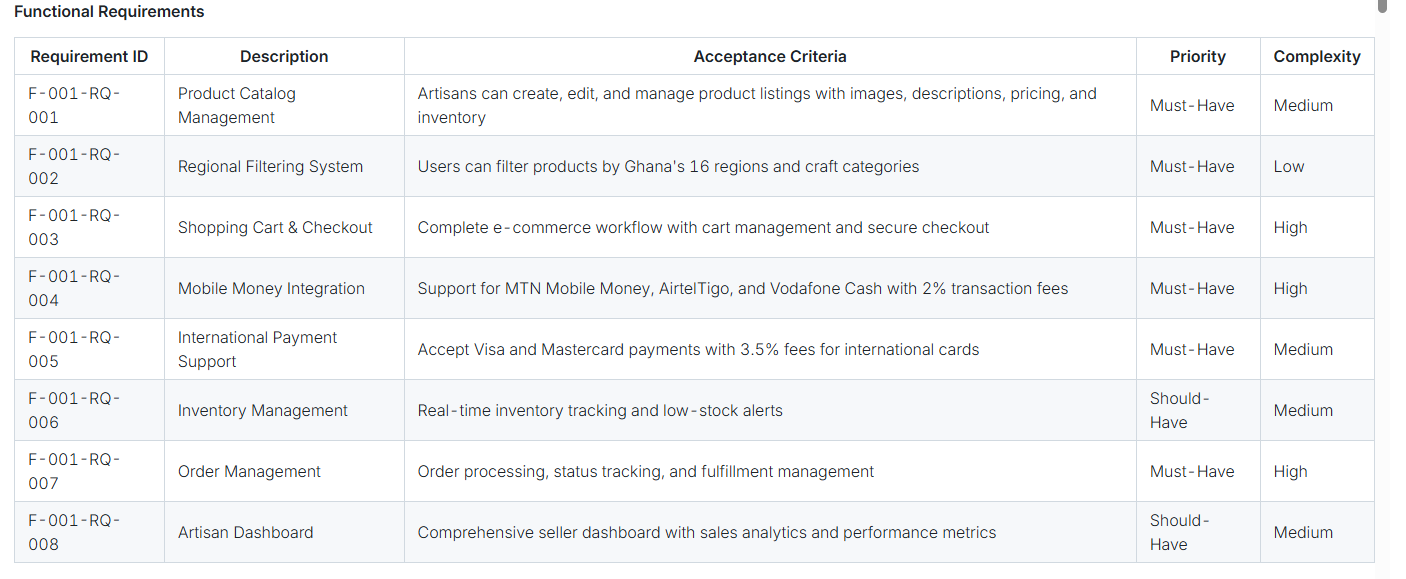 Functional Requirements
Requirement ID Description Acceptance Criteria Priority Complexity
F-001-RQ-
001
Product Catalog
Management
Artisans can create, edit, and manage product listings with images, descriptions, pricing, and
inventory
Must-Have
Medium
F-001-RQ-
002
Regional Filtering System
Users can filter products by Ghana's 16 regions and craft categories
Must-Have
Low
F-001-RQ-
003
Shopping Cart & Checkout
Complete e-commerce workflow with cart management and secure checkout
Must-Have
High
F-001-RQ-
004
Mobile Money Integration
Support for MTN Mobile Money, AirtelTigo, and Vodafone Cash with 2% transaction fees
Must-Have
High
F-001-RQ-
005
International Payment
Support
Accept Visa and Mastercard payments with 3.5% fees for international cards
Must-Have
Medium
F-001-RQ-
006
Inventory Management
Real-time inventory tracking and low-stock alerts
Should-
Have
Medium
F-001-RQ-
007
Order Management
Order processing, status tracking, and fulfillment management
Must-Have
High
F-001-RQ-
008
Artisan Dashboard
Comprehensive seller dashboard with sales analytics and performance metrics
Should-
Have
Medium